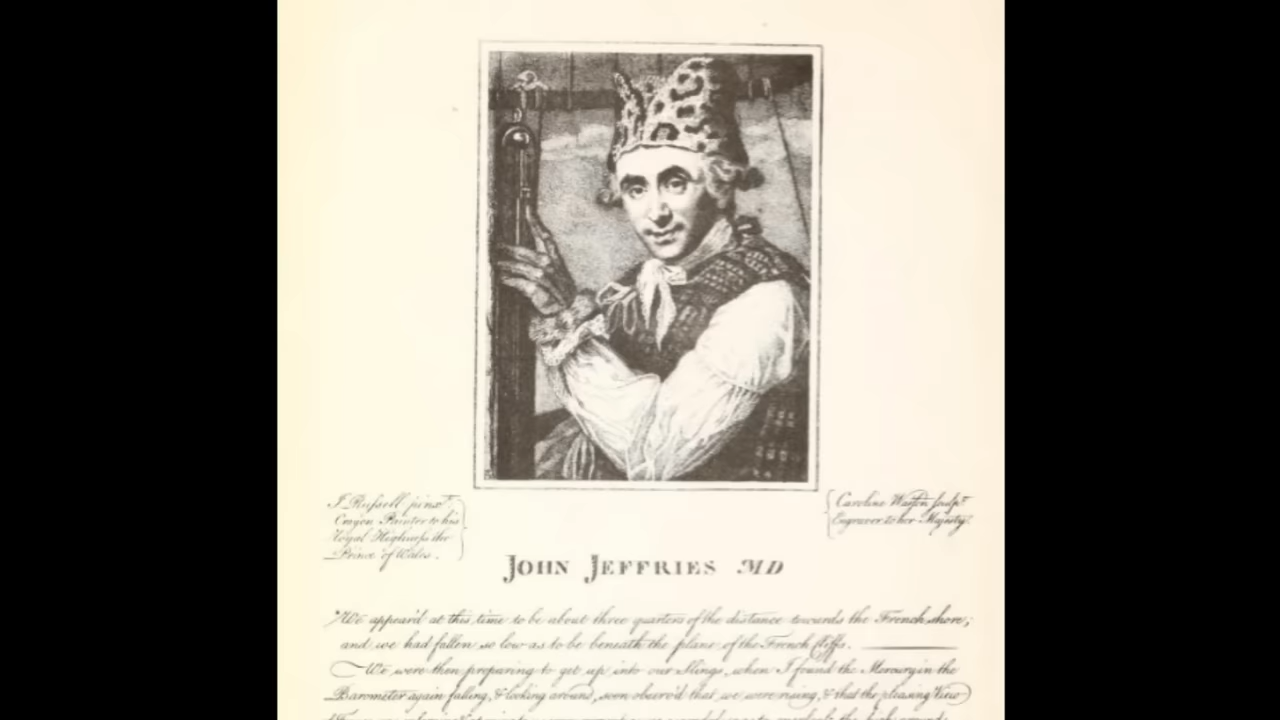 I. Russell pinxt.
Crayon Painter to his
Royal Highness the
Prince of Wales.
Caroline Watson sculpt.
Engraver to her Majesty.
JOHN JEFFRIES MD
"We appear'd at this time to be about three quarters of the distance towards the French shore;
and we had fallen so low as to be beneath the plane of the French Cliffs.
We were then preparing to get up into our Slings, when I found the Mercury in the
Barometer again falling, & looking around, soon observ'd that we were rising, & that the pleasing View